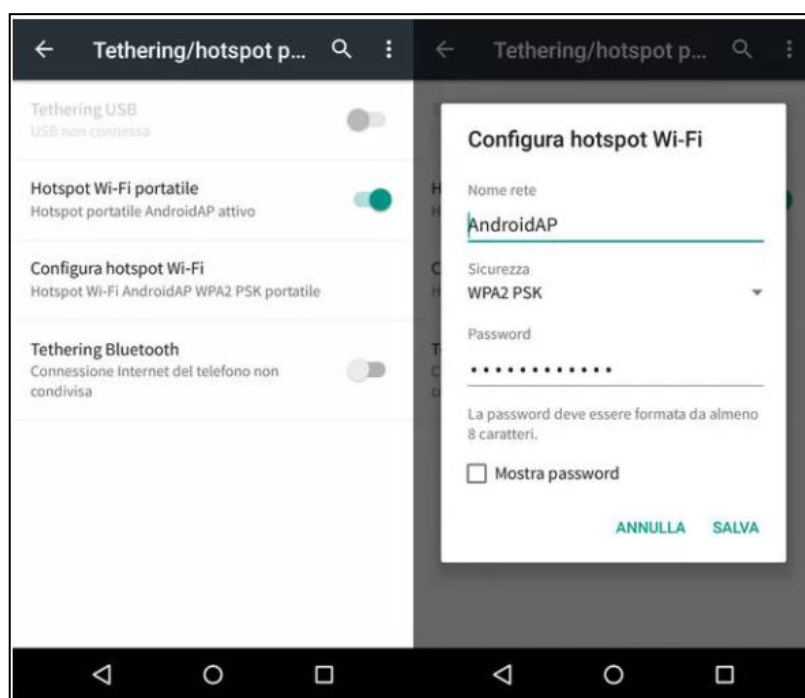 Tethering/hotspot p...
Tethering USB
USB non connessa
Hotspot Wi-Fi portatile
Hotspot portatile AndroidAP attivo
Configura hotspot Wi-Fi
Hotspot Wi-Fi AndroidAP WPA2 PSK portatile
Tethering Bluetooth
Connessione Internet del telefono non
condivisa
Tethering/hotspot p...
Configura hotspot Wi-Fi
Nome rete
AndroidAP
Sicurezza
WPA2 PSK
Password
••••••••••••
La password deve essere formata da almeno
8 caratteri.
Mostra password
ANNULLA SALVA